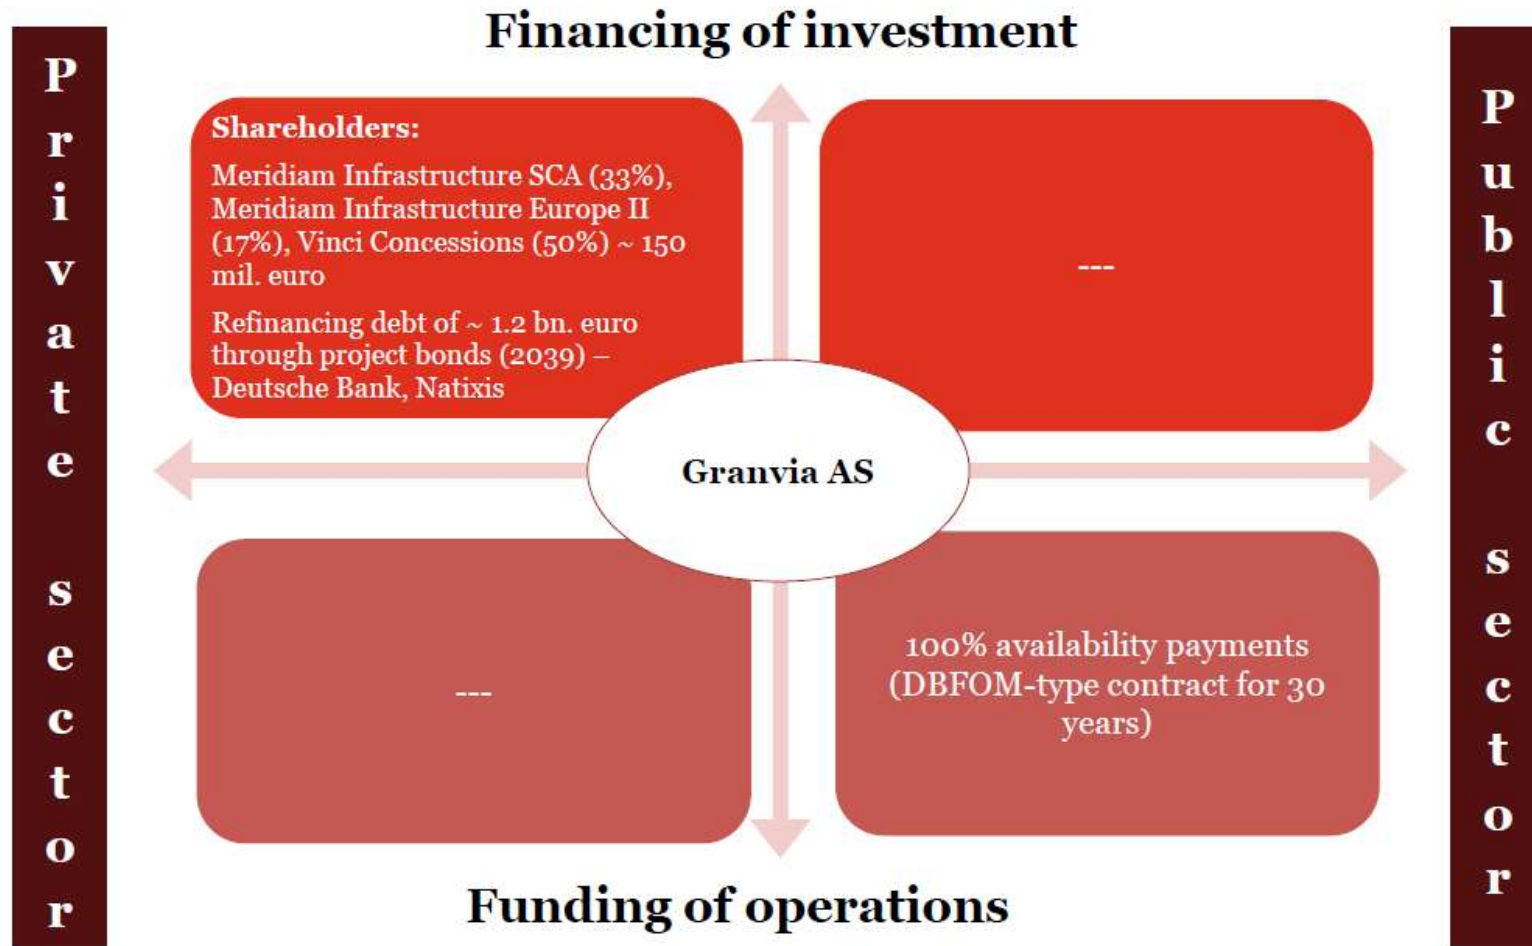 Financing of investment
Private sector
Shareholders:
Meridiam Infrastructure SCA (33%),
Meridiam Infrastructure Europe II
(17%), Vinci Concessions (50%) ~ 150
mil. euro
Refinancing debt of ~ 1.2 bn. euro
through project bonds (2039) –
Deutsche Bank, Natixis
---
Public sector
Granvia AS
---
100% availability payments
(DBFOM-type contract for 30
years)
Funding of operations